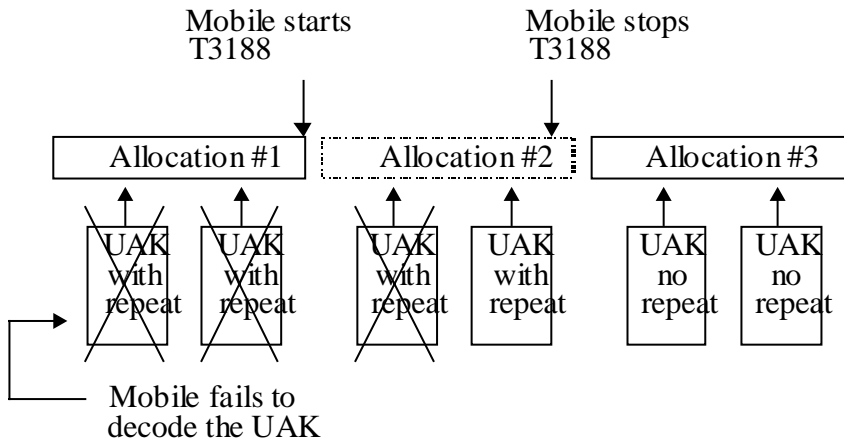 Mobile starts
T3188
Mobile stops
T3188
Allocation #1
Allocation #2
Allocation #3
UAK
with
repeat
UAK
with
repeat
UAK
with
repeat
UAK
with
repeat
UAK
no
repeat
UAK
no
repeat
Mobile fails to
decode the UAK